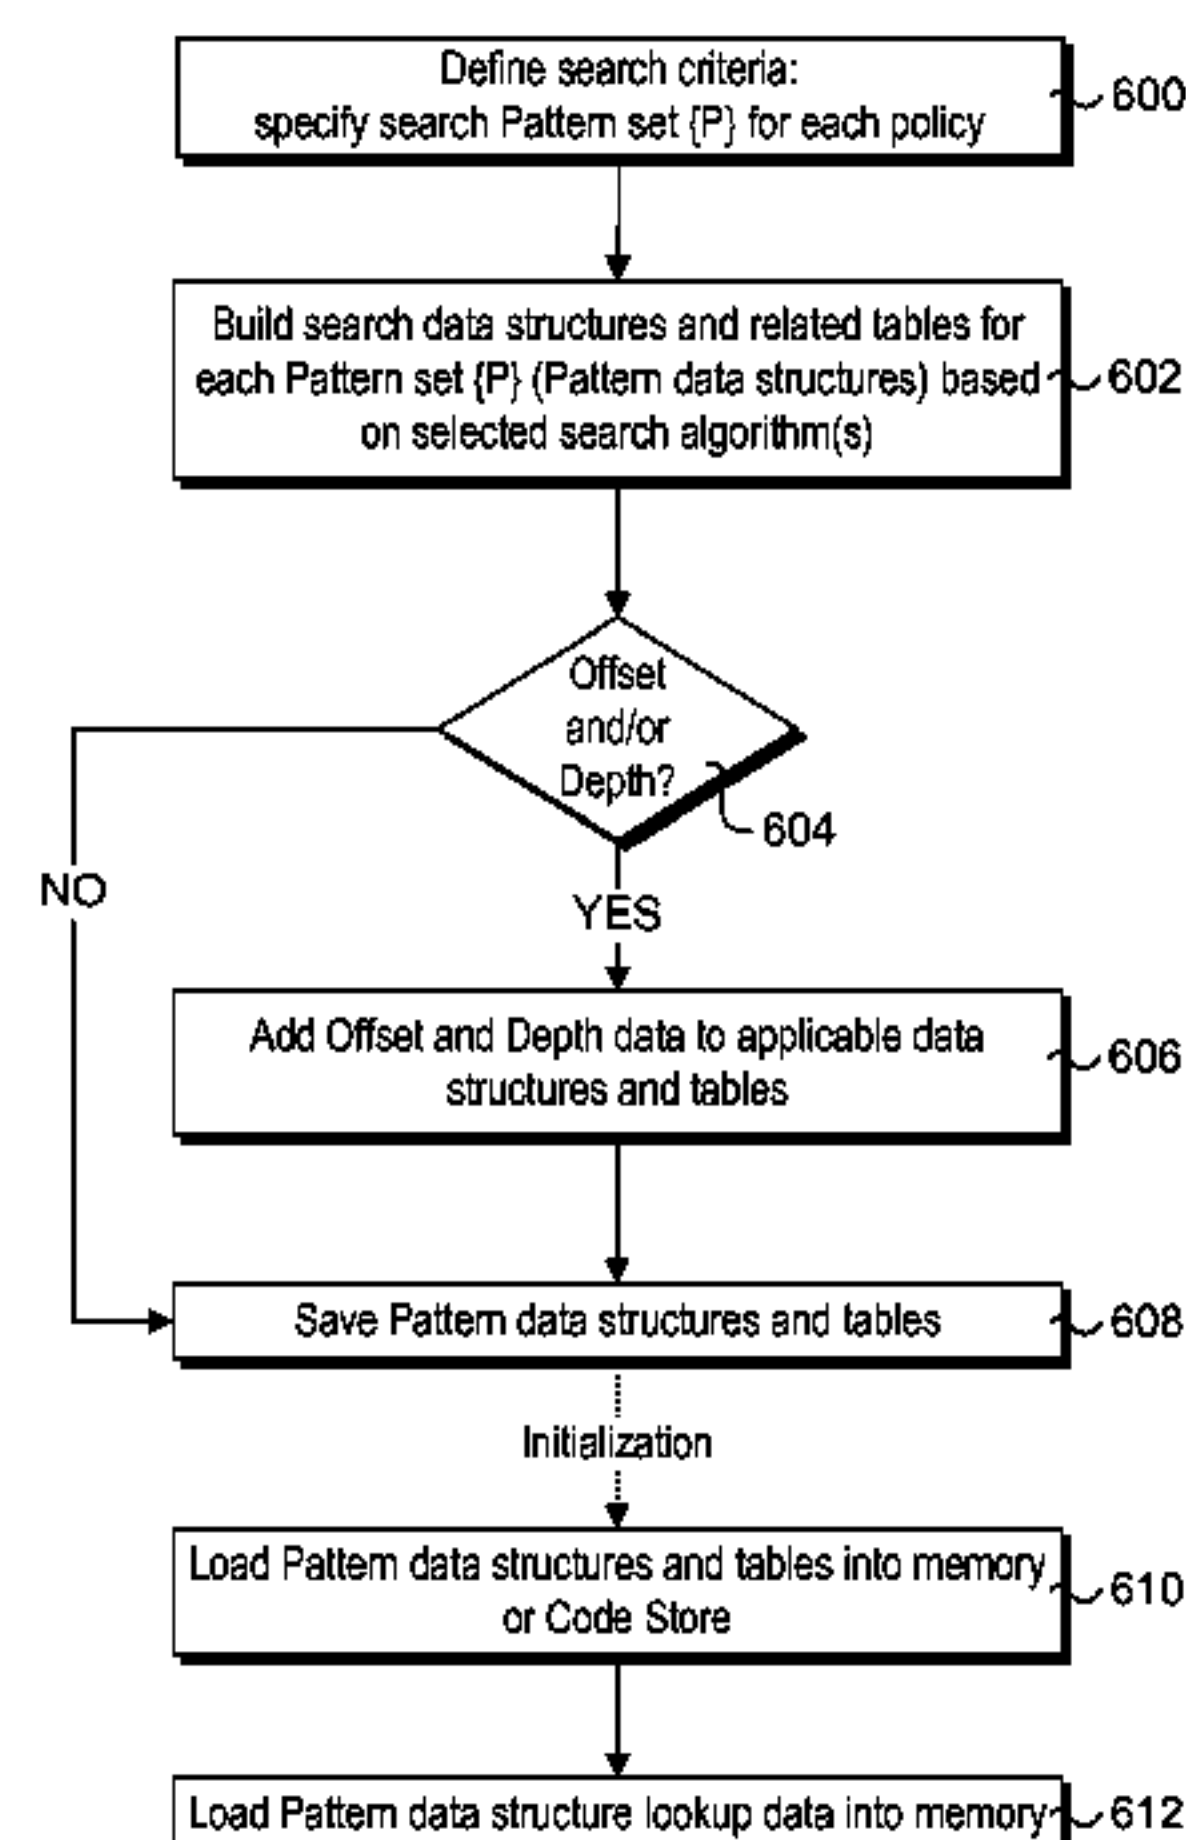 Define search criteria:
specify search Pattern set {P} for each policy
600
Build search data structures and related tables for
each Pattern set {P} (Pattern data structures) based
on selected search algorithm(s)
602
Offset
and/or
Depth?
604
NO
YES
Add Offset and Depth data to applicable data
structures and tables
606
Save Pattern data structures and tables
608
Initialization
Load Pattern data structures and tables into memory
or Code Store
610
Load Pattern data structure lookup data into memory
612